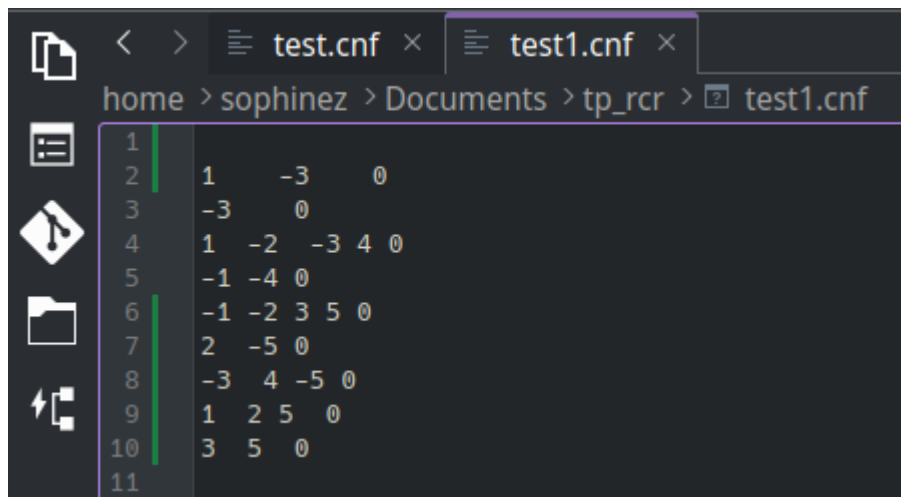 test.cnf × test1.cnf ×
home > sophinez > Documents > tp_rcr > test1.cnf
1
2 1 -3 0
3 -3 0
4 1 -2 -3 4 0
5 -1 -4 0
6 -1 -2 3 5 0
7 2 -5 0
8 -3 4 -5 0
9 1 2 5 0
10 3 5 0
11